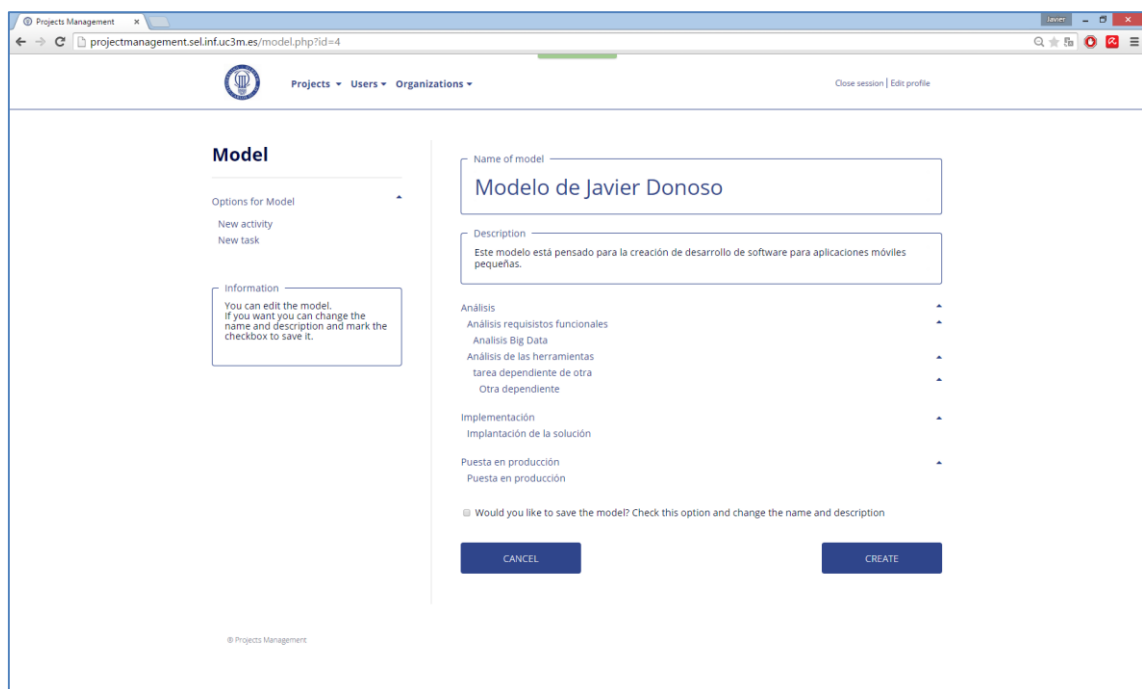 Projects Management
Javier
projectmanagement.sel.inf.uc3m.es/model.php?id=4
Projects Users Organizations
Close session | Edit profile
Model
Options for Model
New activity
New task
Information
You can edit the model.
If you want you can change the
name and description and mark the
checkbox to save it.
Name of model
Modelo de Javier Donoso
Description
Este modelo está pensado para la creación de desarrollo de software para aplicaciones móviles
pequeñas.
Análisis
Análisis requisistos funcionales
Analisis Big Data
Análisis de las herramientas
tarea dependiente de otra
Otra dependiente
Implementación
Implantación de la solución
Puesta en producción
Puesta en producción
Would you like to save the model? Check this option and change the name and description
CANCEL
CREATE
© Projects Management